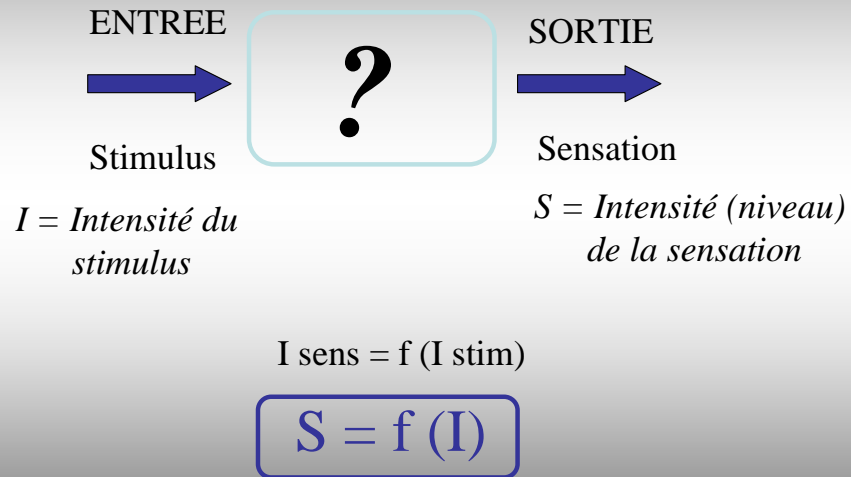 ENTREE
?
SORTIE
Stimulus
Sensation
I = Intensité du
stimulus
S = Intensité (niveau)
de la sensation
I sens = f (I stim)
S = f (I)